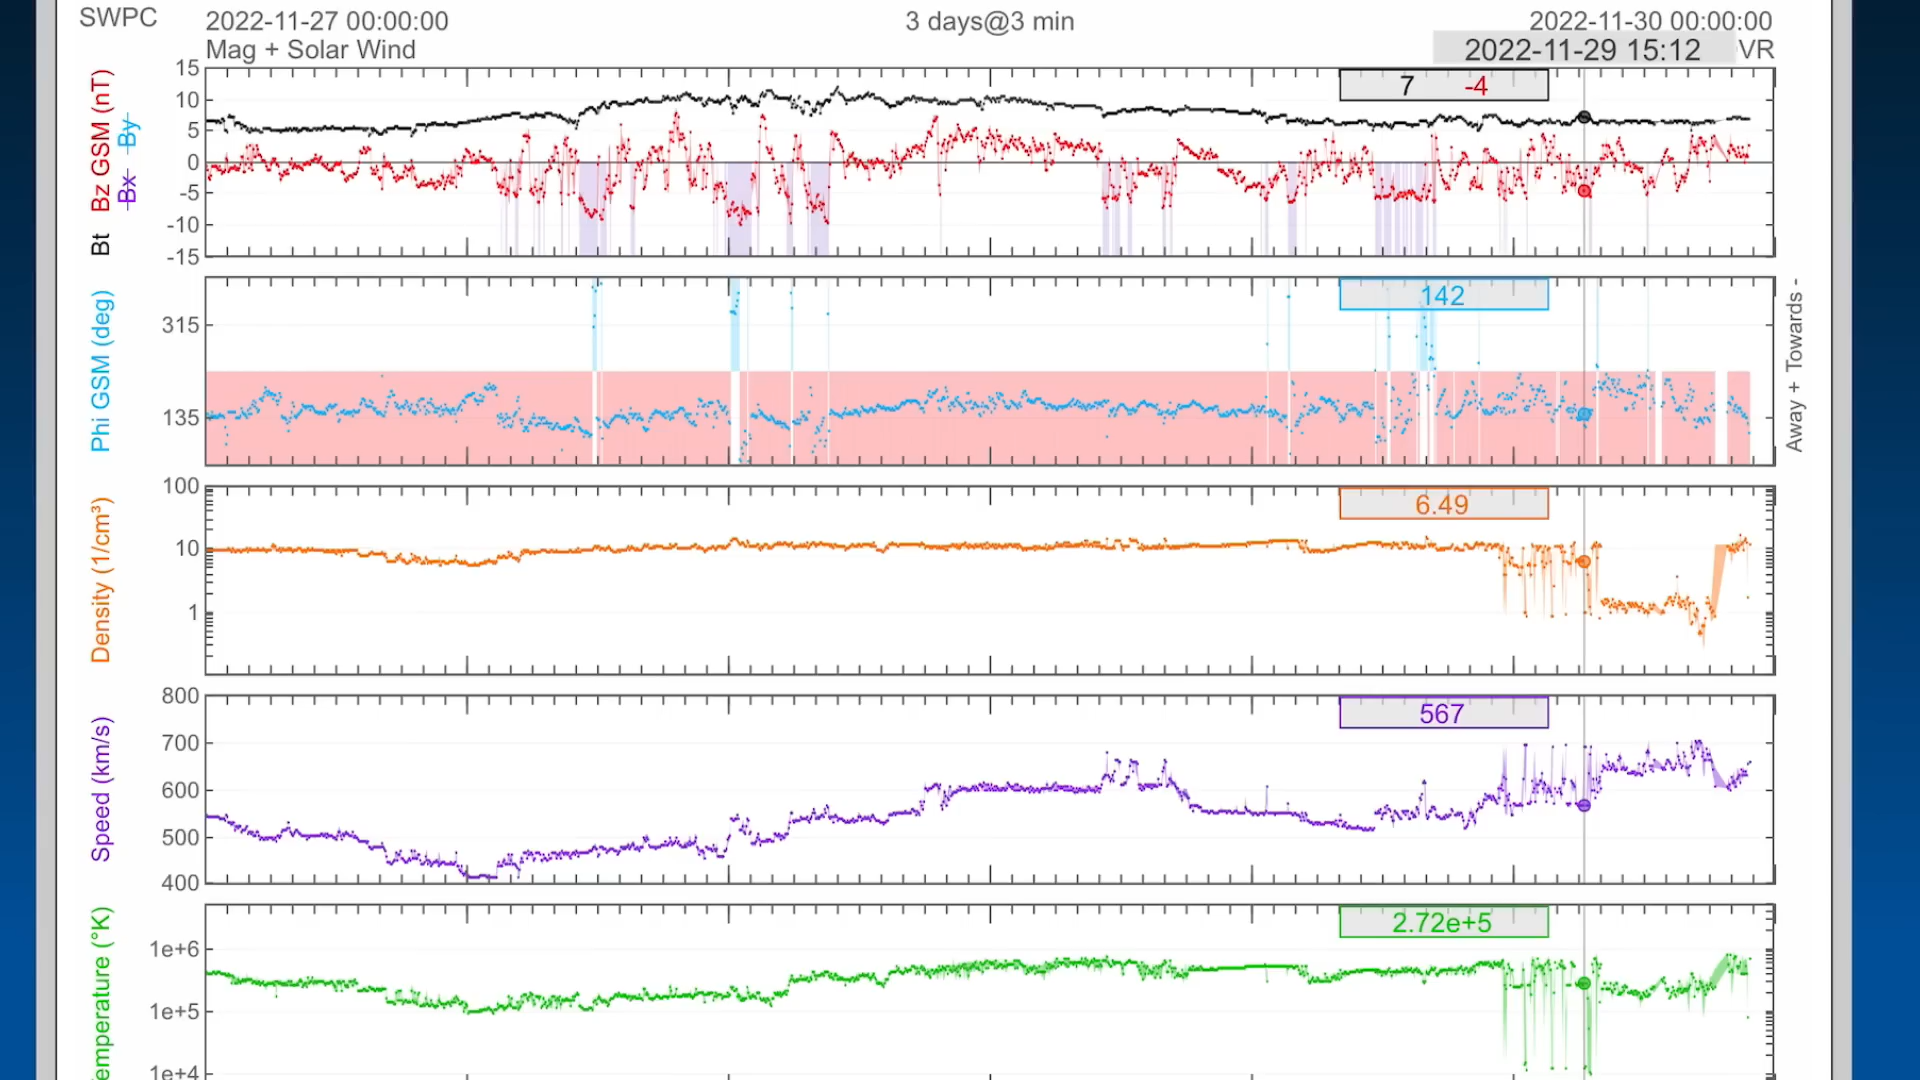 SWPC
2022-11-27 00:00:00
3 days@3 min
2022-11-30 00:00:00
Mag + Solar Wind
2022-11-29 15:12
VR
Bt Bz GSM (nT)
Bx By
15
10
5
0
-5
-10
-15
7 -4
Phi GSM (deg)
315
135
142
Away + Towards -
Density (1/cm³)
100
10
1
6.49
Speed (km/s)
800
700
600
500
400
567
emperature (°K)
1e+6
1e+5
1e+4
2.72e+5